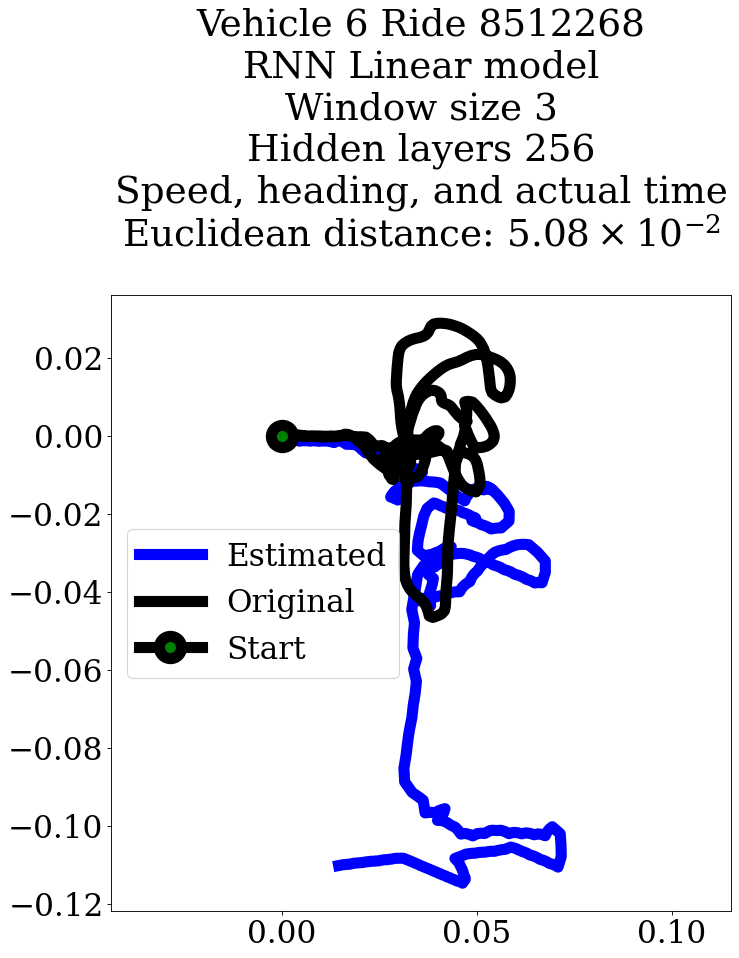 Vehicle 6 Ride 8512268
RNN Linear model
Window size 3
Hidden layers 256
Speed, heading, and actual time
Euclidean distance: 5.08 × 10⁻²
0.02
0.00
−0.02
−0.04
−0.06
−0.08
−0.10
−0.12
Estimated
Original
Start
0.00 0.05 0.10